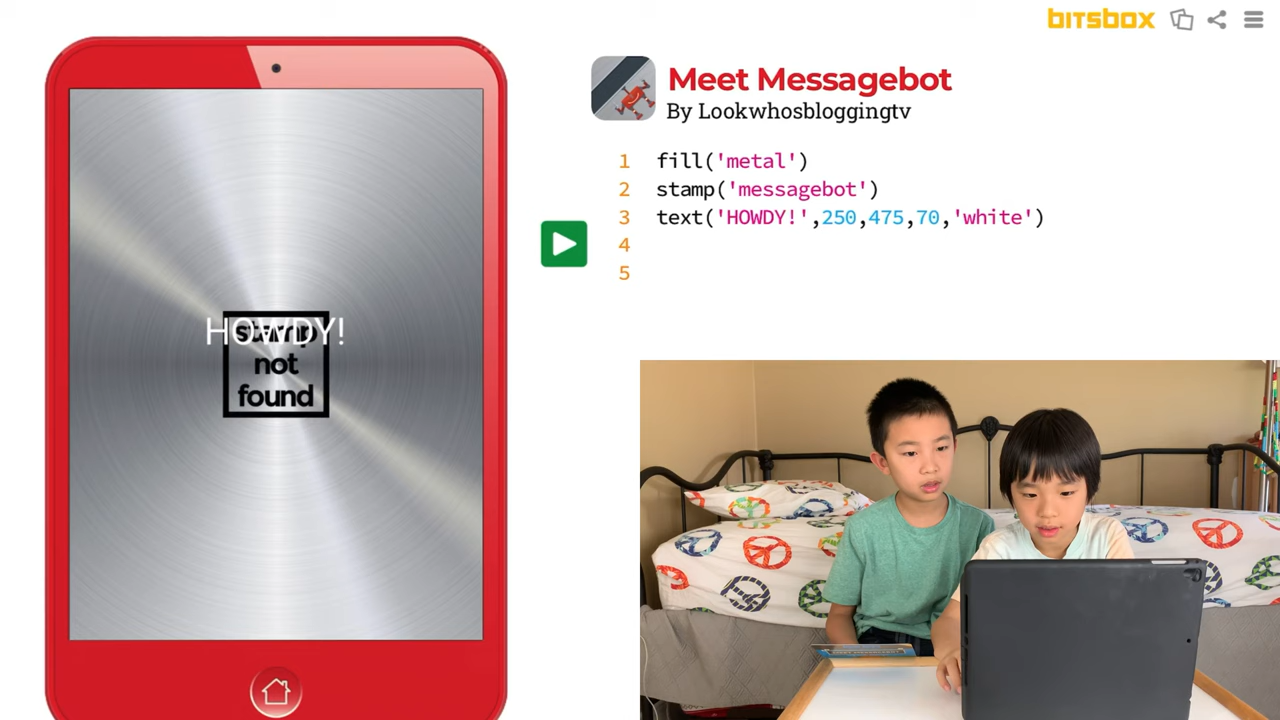 bitsbox
Meet Messagebot
By Lookwhosbloggingtv
1 fill('metal')
2 stamp('messagebot')
3 text('HOWDY!',250,475,70,'white')
4
5
HOWDY!
stamp
not
found